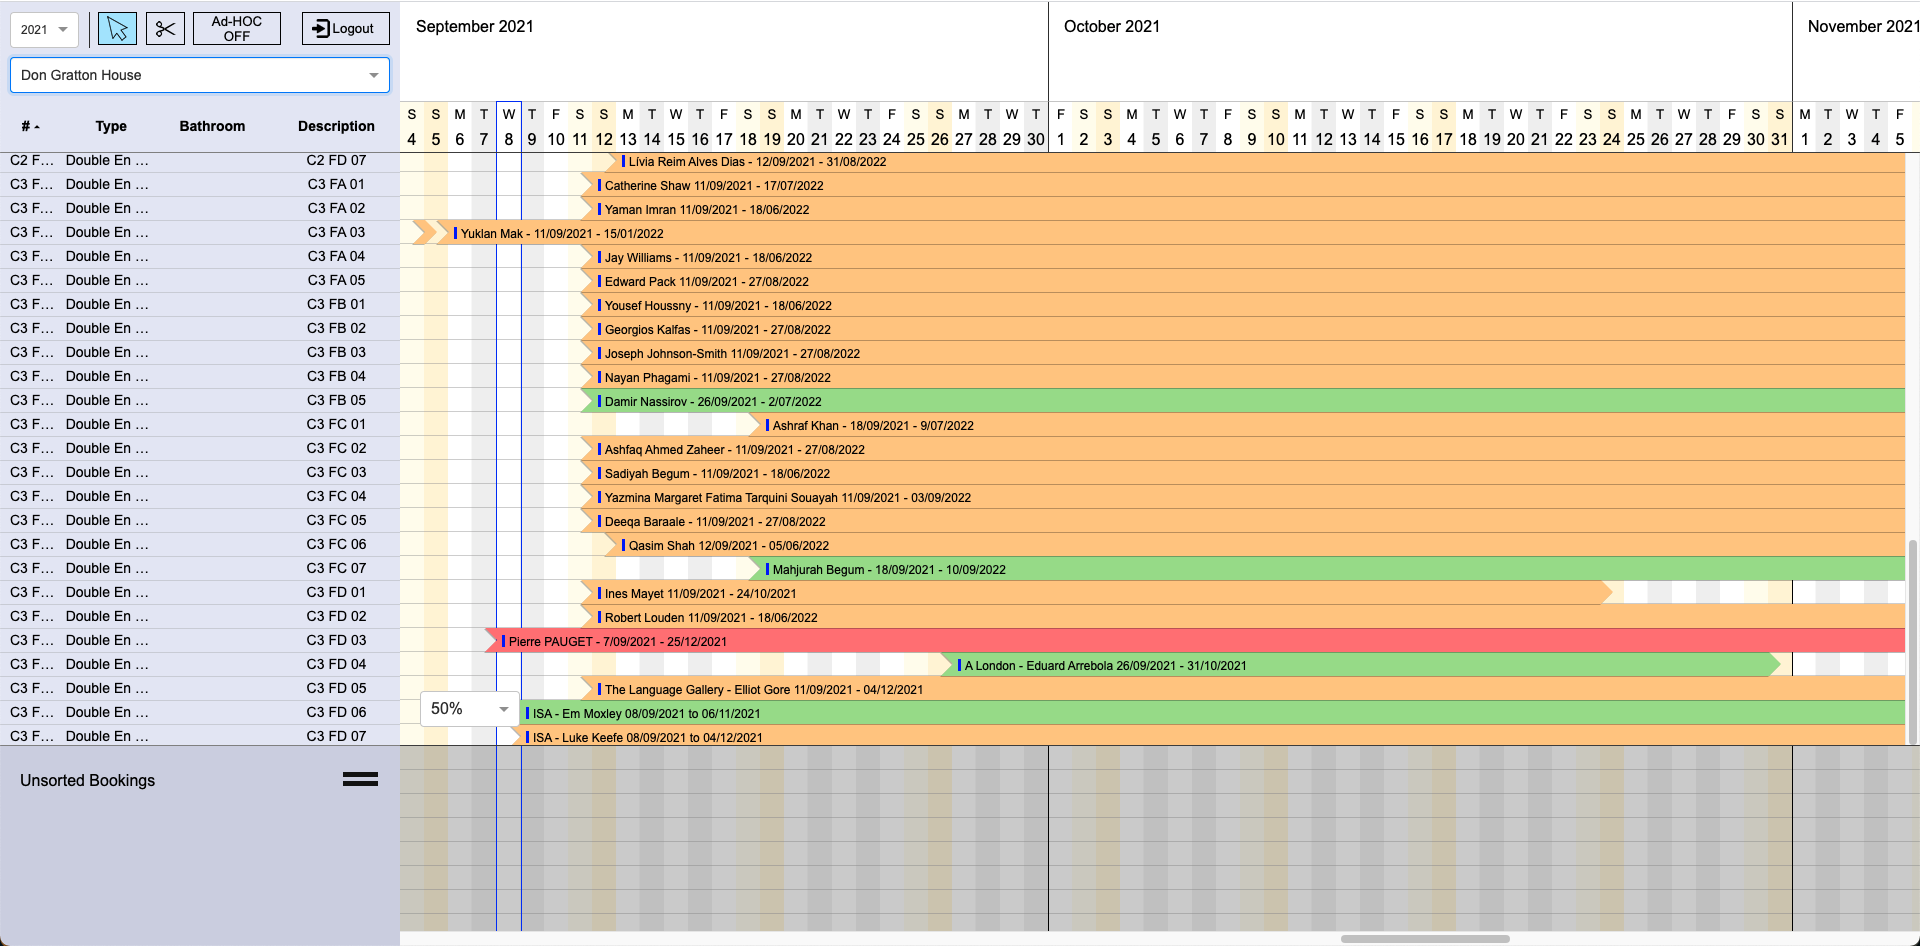 2021
Ad-HOC
OFF
Logout
Don Gratton House
September 2021
October 2021
November 2021
# Type Bathroom Description
S S M T W T F S S M T W T F S S M T W T F S S M T W T F S S M T W T F S S M T W T F S S M T W T F S S M T W T F S S M T W T F
4 5 6 7 8 9 10 11 12 13 14 15 16 17 18 19 20 21 22 23 24 25 26 27 28 29 30 1 2 3 4 5 6 7 8 9 10 11 12 13 14 15 16 17 18 19 20 21 22 23 24 25 26 27 28 29 30 31 1 2 3 4 5
C2 F... Double En ... C2 FD 07 Lívia Reim Alves Dias - 12/09/2021 - 31/08/2022
C3 F... Double En ... C3 FA 01 Catherine Shaw 11/09/2021 - 17/07/2022
C3 F... Double En ... C3 FA 02 Yaman Imran 11/09/2021 - 18/06/2022
C3 F... Double En ... C3 FA 03 Yuklan Mak - 11/09/2021 - 15/01/2022
C3 F... Double En ... C3 FA 04 Jay Williams - 11/09/2021 - 18/06/2022
C3 F... Double En ... C3 FA 05 Edward Pack - 11/09/2021 - 27/08/2022
C3 F... Double En ... C3 FB 01 Yousef Houssny - 11/09/2021 - 18/06/2022
C3 F... Double En ... C3 FB 02 Georgios Kalfas - 11/09/2021 - 27/08/2022
C3 F... Double En ... C3 FB 03 Joseph Johnson-Smith 11/09/2021 - 27/08/2022
C3 F... Double En ... C3 FB 04 Nayan Phagami - 11/09/2021 - 27/08/2022
C3 F... Double En ... C3 FB 05 Damir Nassirov - 26/09/2021 - 2/07/2022
C3 F... Double En ... C3 FC 01 Ashraf Khan - 18/09/2021 - 9/07/2022
C3 F... Double En ... C3 FC 02 Ashfaq Ahmed Zaheer - 11/09/2021 - 27/08/2022
C3 F... Double En ... C3 FC 03 Sadiyah Begum - 11/09/2021 - 18/06/2022
C3 F... Double En ... C3 FC 04 Yazmina Margaret Fatima Tarquini Souayah 11/09/2021 - 03/09/2022
C3 F... Double En ... C3 FC 05 Deeqa Baraale - 11/09/2021 - 27/08/2022
C3 F... Double En ... C3 FC 06 Qasim Shah 12/09/2021 - 05/06/2022
C3 F... Double En ... C3 FC 07 Mahjurah Begum - 18/09/2021 - 10/09/2022
C3 F... Double En ... C3 FD 01 Ines Mayet 11/09/2021 - 24/10/2021
C3 F... Double En ... C3 FD 02 Robert Louden 11/09/2021 - 18/06/2022
C3 F... Double En ... C3 FD 03 Pierre PAUGET - 7/09/2021 - 25/12/2021
C3 F... Double En ... C3 FD 04 A London - Eduard Arrebola 26/09/2021 - 31/10/2021
C3 F... Double En ... C3 FD 05 The Language Gallery - Elliot Gore 11/09/2021 - 04/12/2021
C3 F... Double En ... C3 FD 06 50% ISA - Em Moxley 08/09/2021 to 06/11/2021
C3 F... Double En ... C3 FD 07 ISA - Luke Keefe 08/09/2021 to 04/12/2021
Unsorted Bookings